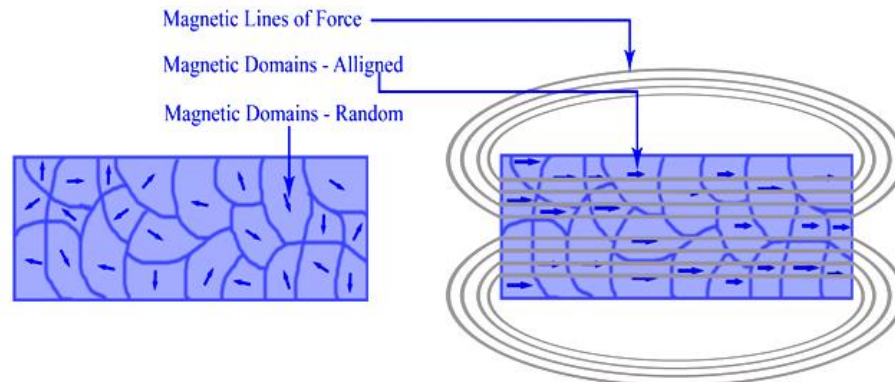 Magnetic Lines of Force
Magnetic Domains - Alligned
Magnetic Domains - Random